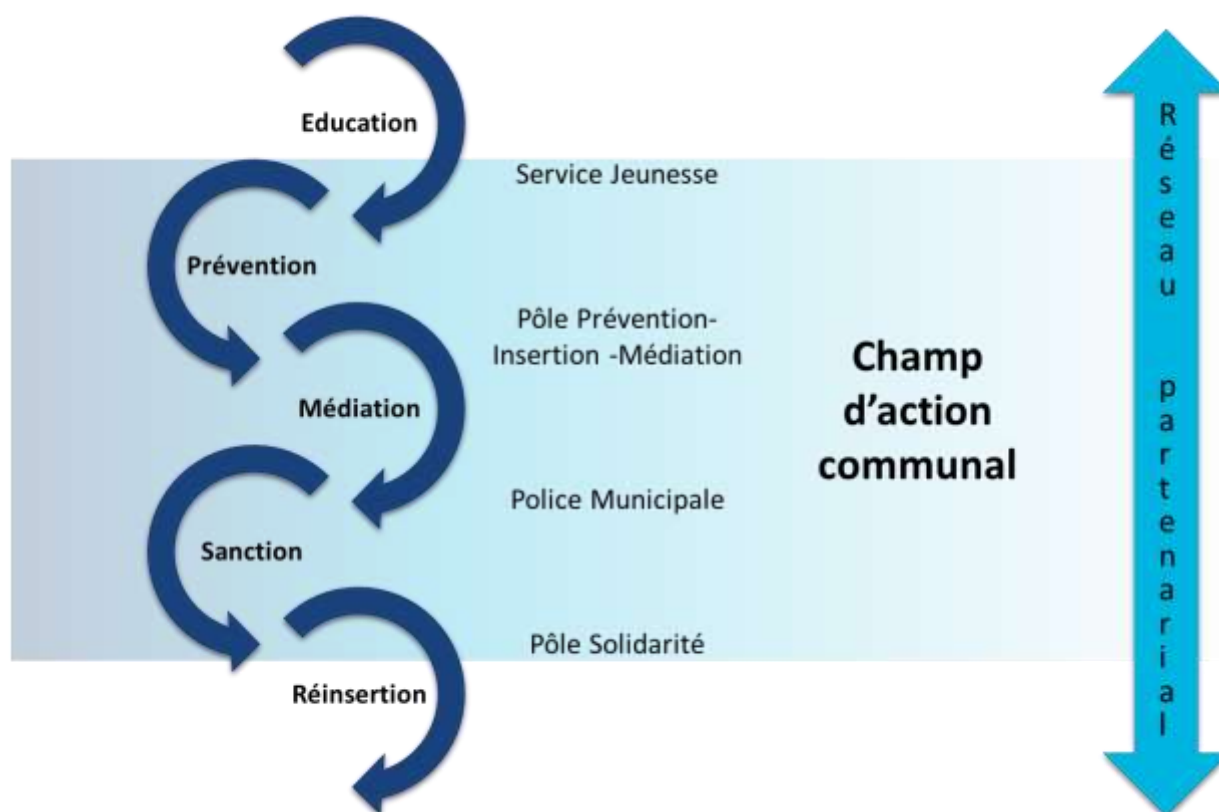 Education
Service Jeunesse
Prévention
Pôle Prévention-
Insertion -Médiation
Médiation
Champ
d'action
communal
Police Municipale
Sanction
Pôle Solidarité
Réinsertion
Réseau partenarial